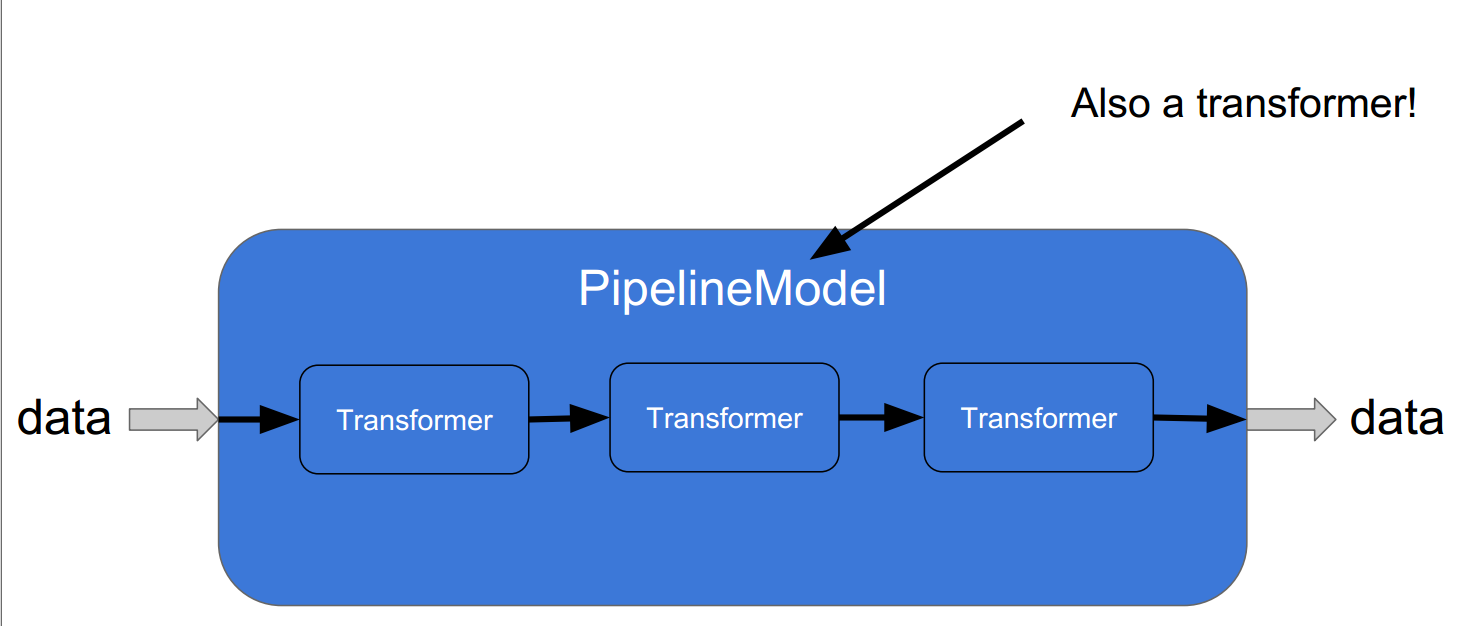 Also a transformer!
PipelineModel
data
Transformer
Transformer
Transformer
data